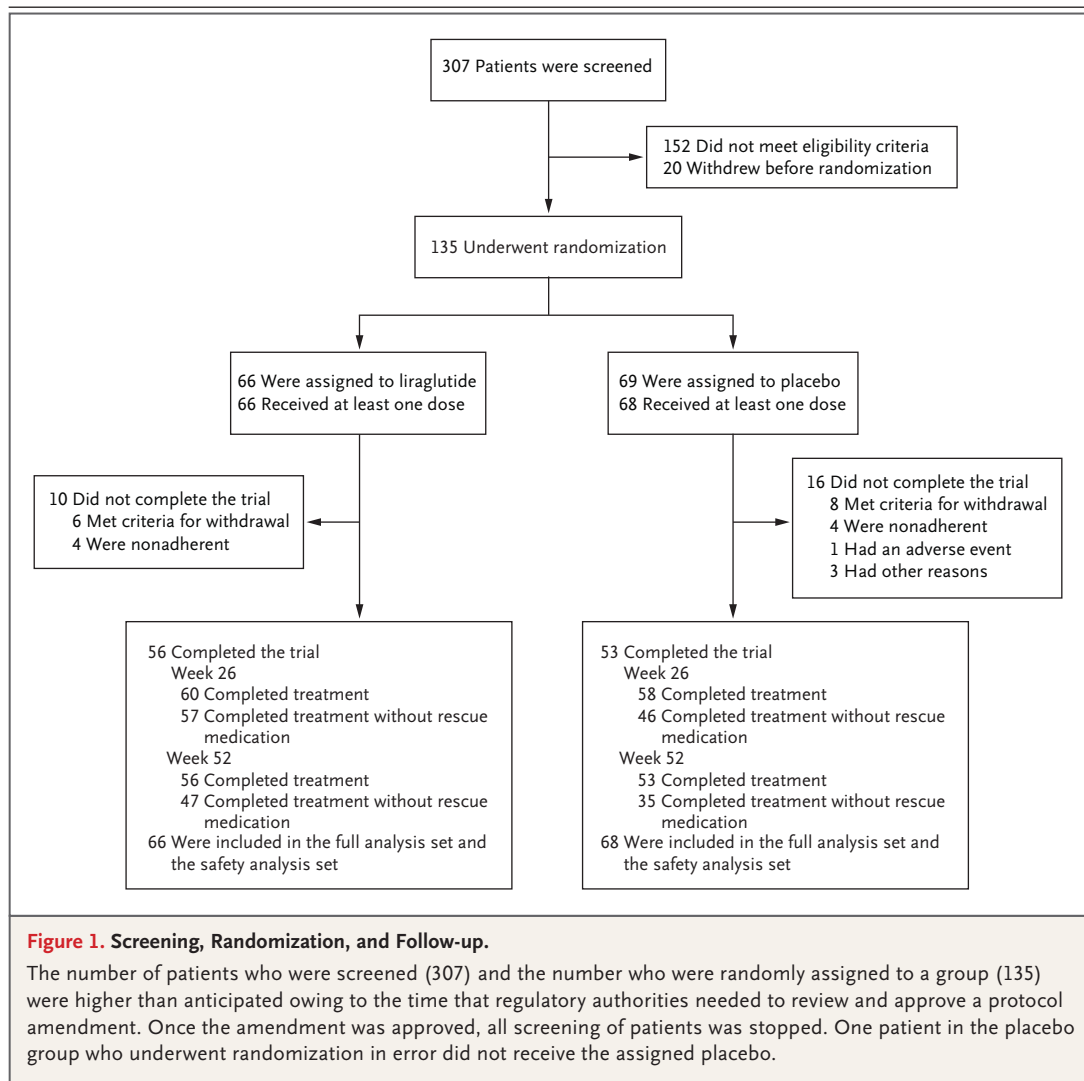 307 Patients were screened
152 Did not meet eligibility criteria
20 Withdrew before randomization
135 Underwent randomization
66 Were assigned to liraglutide
66 Received at least one dose
69 Were assigned to placebo
68 Received at least one dose
10 Did not complete the trial
6 Met criteria for withdrawal
4 Were nonadherent
16 Did not complete the trial
8 Met criteria for withdrawal
4 Were nonadherent
1 Had an adverse event
3 Had other reasons
56 Completed the trial
Week 26
60 Completed treatment
57 Completed treatment without rescue
medication
Week 52
56 Completed treatment
47 Completed treatment without rescue
medication
66 Were included in the full analysis set and
the safety analysis set
53 Completed the trial
Week 26
58 Completed treatment
46 Completed treatment without rescue
medication
Week 52
53 Completed treatment
35 Completed treatment without rescue
medication
68 Were included in the full analysis set and
the safety analysis set
Figure 1. Screening, Randomization, and Follow-up.
The number of patients who were screened (307) and the number who were randomly assigned to a group (135)
were higher than anticipated owing to the time that regulatory authorities needed to review and approve a protocol
amendment. Once the amendment was approved, all screening of patients was stopped. One patient in the placebo
group who underwent randomization in error did not receive the assigned placebo.